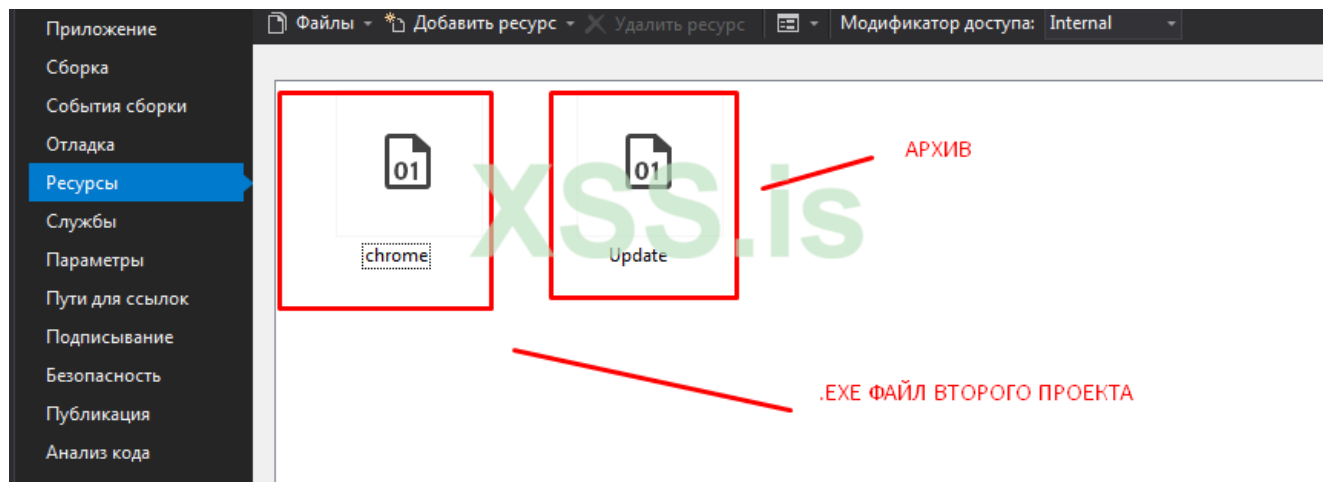 Файлы Добавить ресурс Удалить ресурс Модификатор доступа: Internal
Приложение
Сборка
События сборки
Отладка
Ресурсы
Службы
Параметры
Пути для ссылок
Подписывание
Безопасность
Публикация
Анализ кода
01
01
chrome
Update
XSS.is
АРХИВ
.EXE ФАЙЛ ВТОРОГО ПРОЕКТА